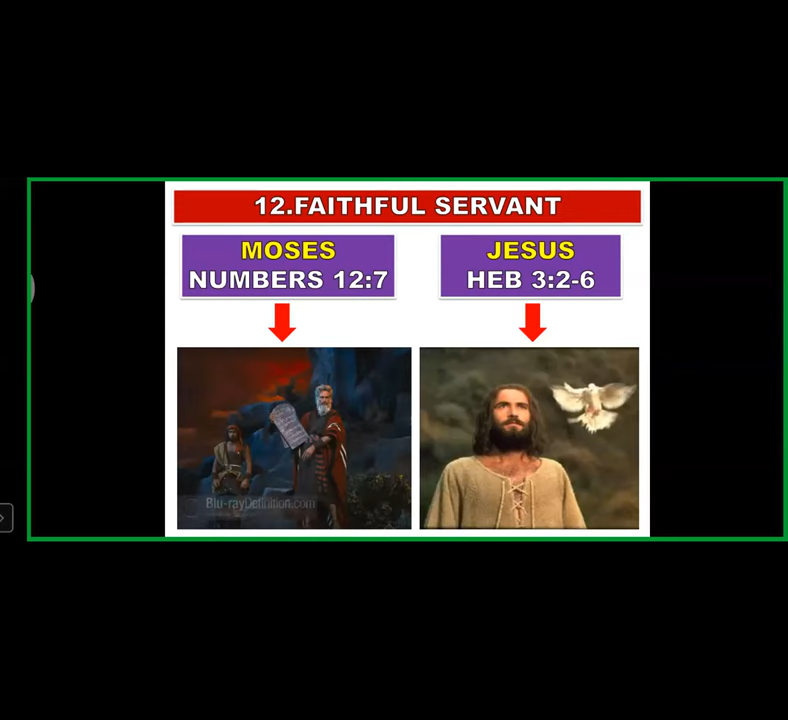 12.FAITHFUL SERVANT
MOSES
NUMBERS 12:7
JESUS
HEB 3:2-6
Blu-rayDefinition.com